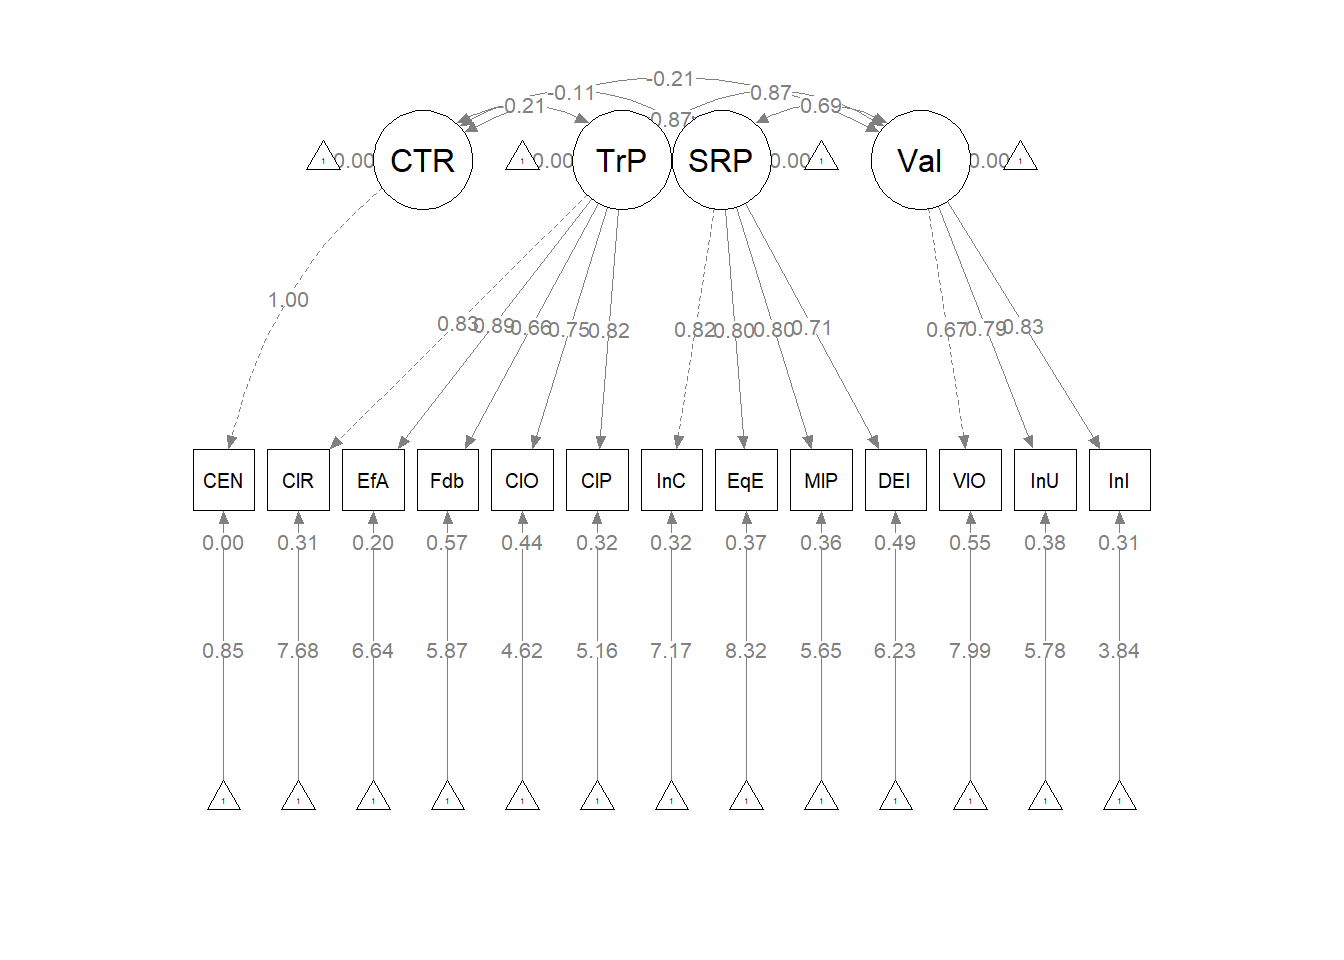 -0.21
-0.11 0.87
-0.21 0.87 0.69
1 0.00 CTR 1 0.00 TrP SRP 0.00 1 Val 0.00 1
1.00
0.83 0.89 0.66 0.75 0.82 0.82 0.80 0.80 0.71 0.67 0.79 0.83
CEN ClR EfA Fdb ClO ClP InC EqE MIP DEI VlO InU InI
0.00 0.31 0.20 0.57 0.44 0.32 0.32 0.37 0.36 0.49 0.55 0.38 0.31
0.85 7.68 6.64 5.87 4.62 5.16 7.17 8.32 5.65 6.23 7.99 5.78 3.84
1 1 1 1 1 1 1 1 1 1 1 1 1